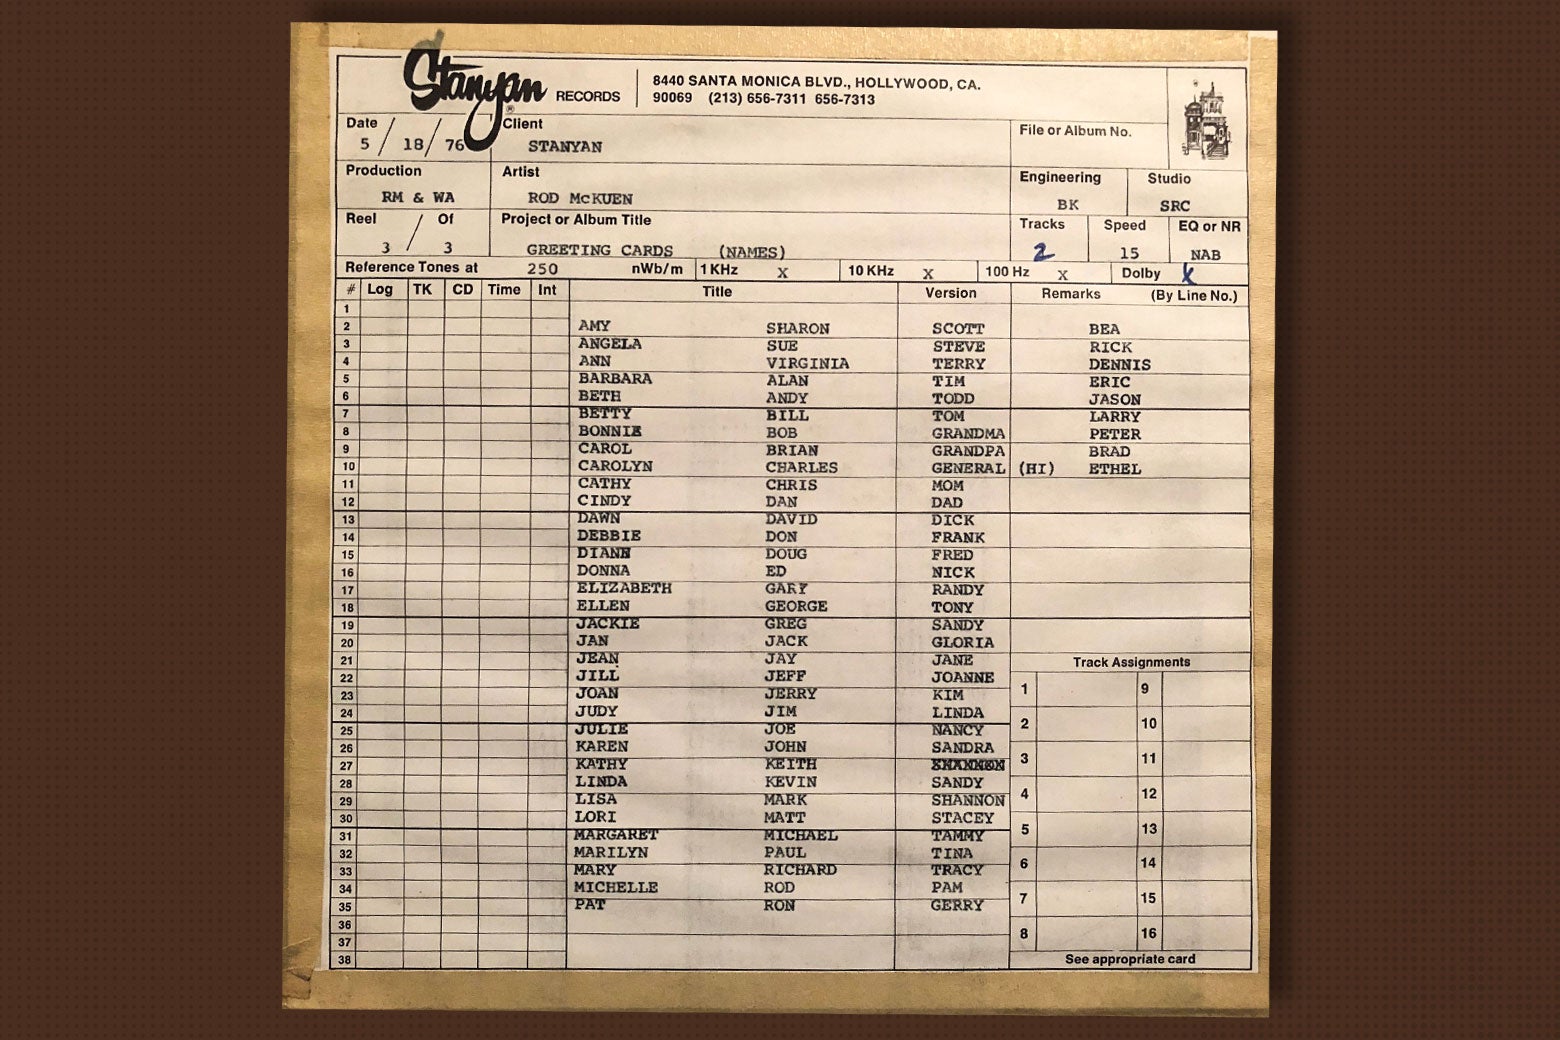 Stanyan® RECORDS 8440 SANTA MONICA BLVD., HOLLYWOOD, CA.
90069 (213) 656-7311 656-7313
Date Client File or Album No.
5 / 18 / 76 STANYAN
Production Artist Engineering Studio
RM & WA ROD McKUEN BK SRC
Reel / Of Project or Album Title Tracks Speed EQ or NR
3 3 GREETING CARDS (NAMES) 2 15 NAB
Reference Tones at 250 nWb/m 1 KHz X 10 KHz X 100 Hz X Dolby X
# Log TK CD Time Int Title Version Remarks (By Line No.)
1
2 AMY SHARON SCOTT BEA
3 ANGELA SUE STEVE RICK
4 ANN VIRGINIA TERRY DENNIS
5 BARBARA ALAN TIM ERIC
6 BETH ANDY TODD JASON
7 BETTY BILL TOM LARRY
8 BONNIE BOB GRANDMA PETER
9 CAROL BRIAN GRANDPA BRAD
10 CAROLYN CHARLES GENERAL (HI) ETHEL
11 CATHY CHRIS MOM
12 CINDY DAN DAD
13 DAWN DAVID DICK
14 DEBBIE DON FRANK
15 DIANN DOUG FRED
16 DONNA ED NICK
17 ELIZABETH GARY RANDY
18 ELLEN GEORGE TONY
19 JACKIE GREG SANDY
20 JAN JACK GLORIA
21 JEAN JAY JANE Track Assignments
22 JILL JEFF JOANNE
23 JOAN JERRY KIM 1 9
24 JUDY JIM LINDA
25 JULIE JOE NANCY 2 10
26 KAREN JOHN SANDRA
27 KATHY KEITH 3 11
28 LINDA KEVIN SANDY
29 LISA MARK SHANNON 4 12
30 LORI MATT STACEY
31 MARGARET MICHAEL TAMMY 5 13
32 MARILYN PAUL TINA
33 MARY RICHARD TRACY 6 14
34 MICHELLE ROD PAM
35 PAT RON GERRY 7 15
36
37 8 16
38 See appropriate card